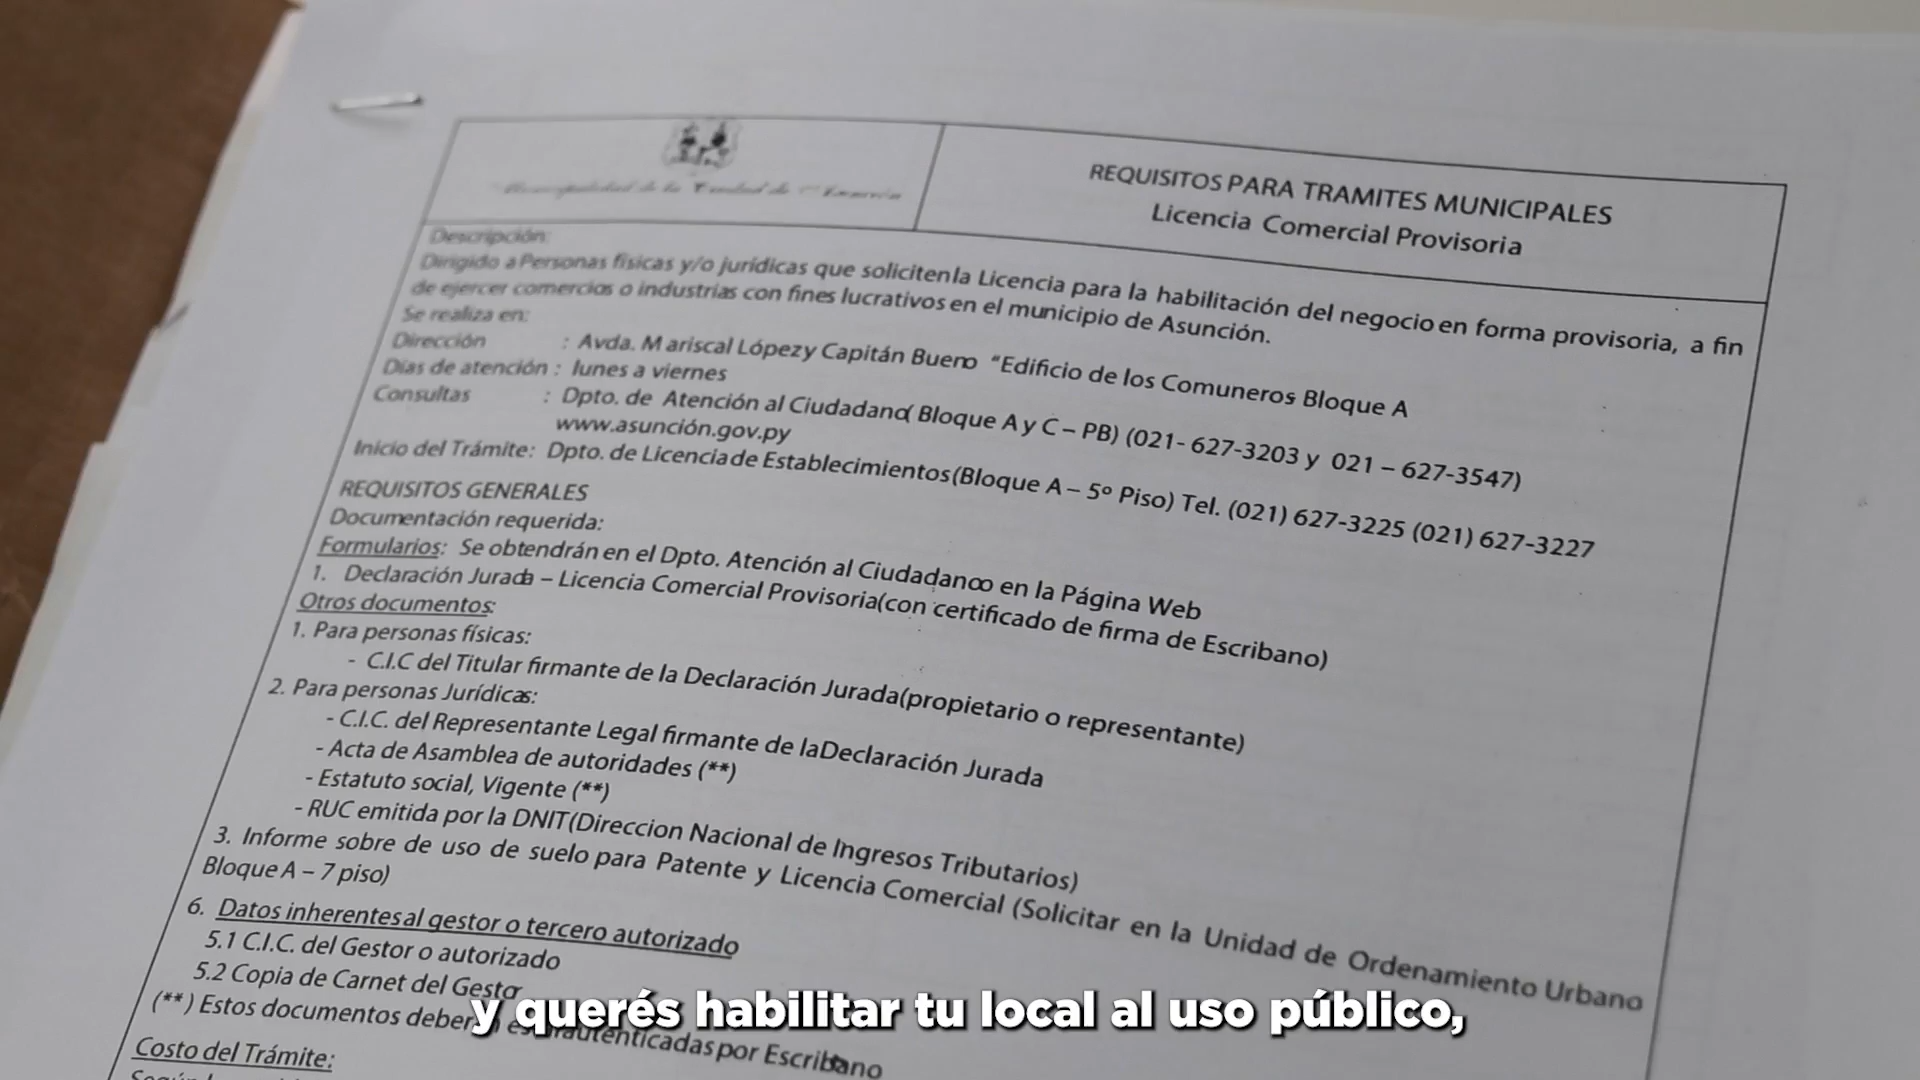 Municipalidad de la Ciudad de Asunción
REQUISITOS PARA TRAMITES MUNICIPALES
Licencia Comercial Provisoria
Descripción:
Dirigido a Personas físicas y/o jurídicas que soliciten la Licencia para la habilitación del negocio en forma provisoria, a fin
de ejercer comercios o industrias con fines lucrativos en el municipio de Asunción.
Se realiza en:
Dirección : Avda. Mariscal López y Capitán Bueno "Edificio de los Comuneros Bloque A
Días de atención : lunes a viernes
Consultas : Dpto. de Atención al Ciudadano( Bloque A y C – PB) (021- 627-3203 y 021 – 627-3547)
www.asunción.gov.py
Inicio del Trámite: Dpto. de Licencia de Establecimientos (Bloque A – 5º Piso) Tel. (021) 627-3225 (021) 627-3227
REQUISITOS GENERALES
Documentación requerida:
Formularios: Se obtendrán en el Dpto. Atención al Ciudadano o en la Página Web
1. Declaración Jurada – Licencia Comercial Provisoria(con certificado de firma de Escribano)
Otros documentos:
1. Para personas físicas:
- C.I.C del Titular firmante de la Declaración Jurada(propietario o representante)
2. Para personas Jurídicas:
- C.I.C. del Representante Legal firmante de la Declaración Jurada
- Acta de Asamblea de autoridades (**)
- Estatuto social, Vigente (**)
- RUC emitida por la DNIT(Direccion Nacional de Ingresos Tributarios)
3. Informe sobre de uso de suelo para Patente y Licencia Comercial (Solicitar en la Unidad de Ordenamiento Urbano
Bloque A – 7 piso)
6. Datos inherentes al gestor o tercero autorizado
5.1 C.I.C. del Gestor o autorizado
5.2 Copia de Carnet del Gestor
(**) Estos documentos deberán autenticadas por Escribano
Costo del Trámite:
y querés habilitar tu local al uso público,